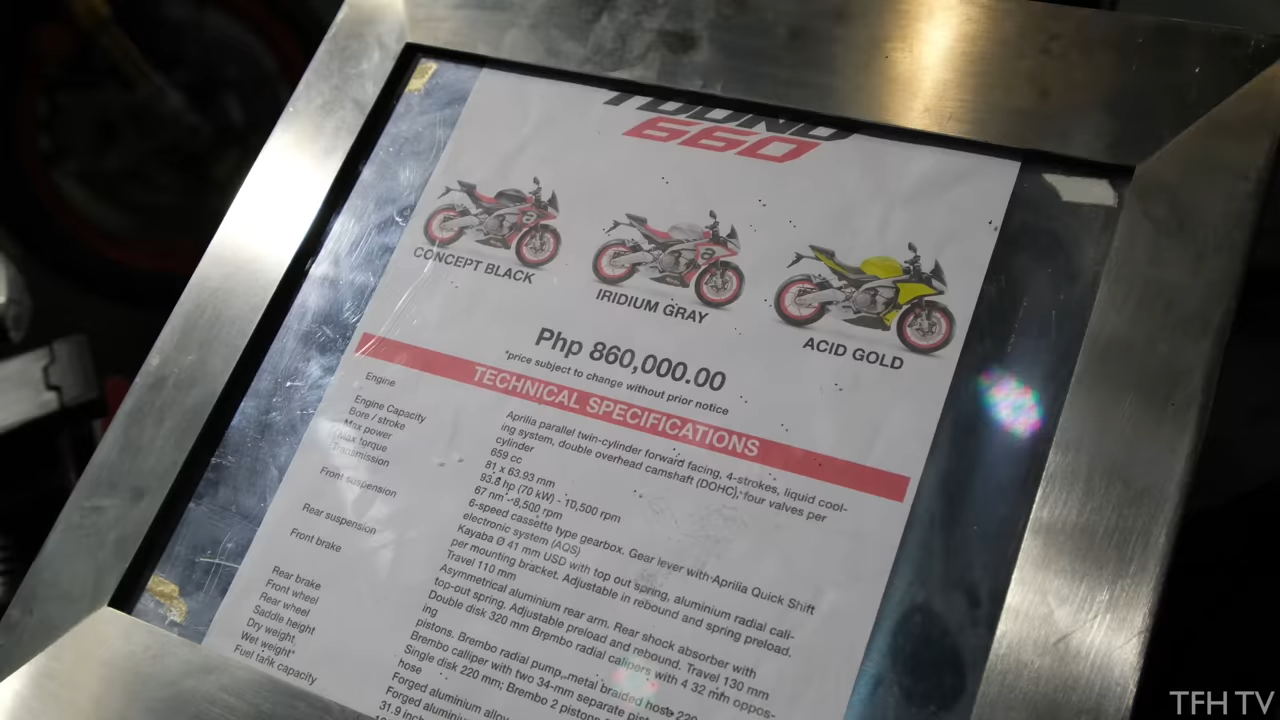 TUONO
660
CONCEPT BLACK
IRIDIUM GRAY
ACID GOLD
Php 860,000.00
*price subject to change without prior notice
TECHNICAL SPECIFICATIONS
Engine
Aprilia parallel twin-cylinder forward facing, 4-strokes, liquid cool-
ing system, double overhead camshaft (DOHC), four valves per
cylinder
Engine Capacity
659 cc
Bore / stroke
81 x 63.93 mm
Max power
93.8 hp (70 kW) - 10,500 rpm
Max torque
67 nm - 8,500 rpm
Transmission
6-speed cassette type gearbox. Gear lever with Aprilia Quick Shift
electronic system (AQS)
Front suspension
Kayaba Ø 41 mm USD with top out spring, aluminium radial cali-
per mounting bracket. Adjustable in rebound and spring preload.
Travel 110 mm
Rear suspension
Asymmetrical aluminium rear arm. Rear shock absorber with
top-out spring. Adjustable preload and rebound. Travel 130 mm
Front brake
Double disk 320 mm Brembo radial calipers with 4 32 mm oppos-
ing
pistons. Brembo radial pump, metal braided hose 220
Brembo calliper with two 34-mm separate
Rear brake
Single disk 220 mm; Brembo 2 pistons
hose
Front wheel
Forged aluminium alloy
Rear wheel
Forged aluminium
Saddle height
31.9 inch
Dry weight
Wet weight*
Fuel tank capacity
TFH TV